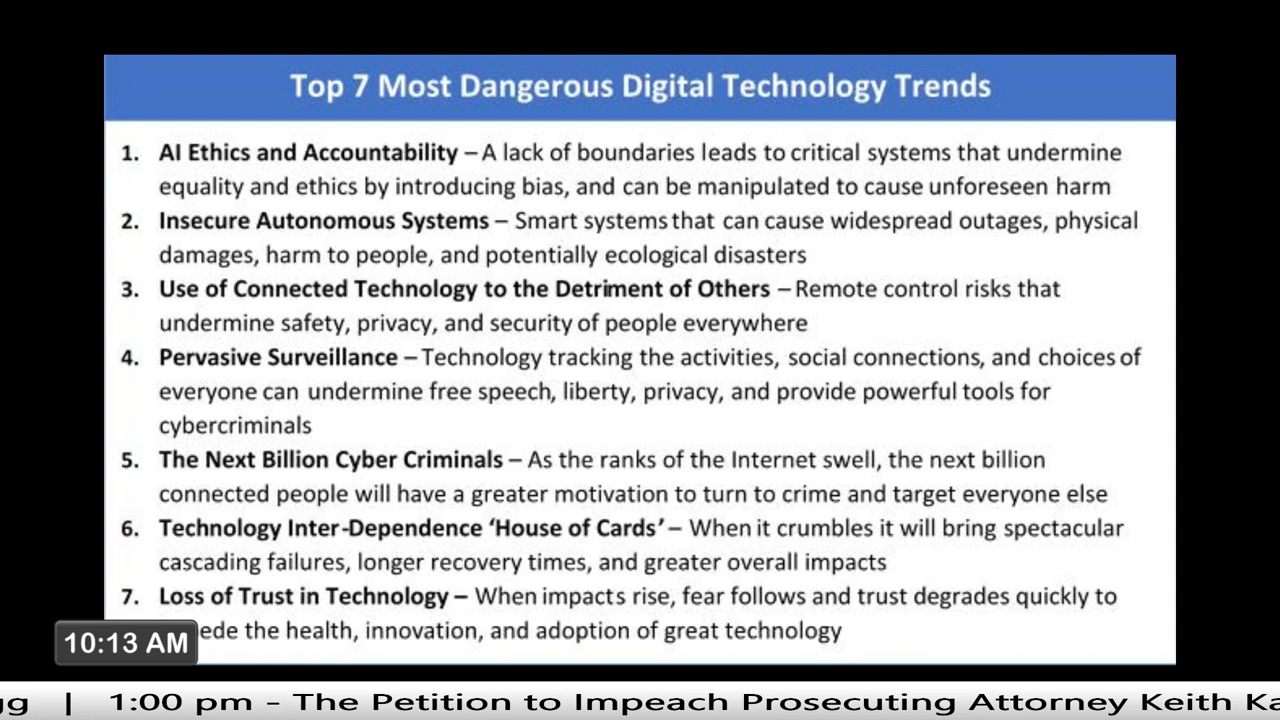 Top 7 Most Dangerous Digital Technology Trends
1. AI Ethics and Accountability – A lack of boundaries leads to critical systems that undermine
equality and ethics by introducing bias, and can be manipulated to cause unforeseen harm
2. Insecure Autonomous Systems – Smart systems that can cause widespread outages, physical
damages, harm to people, and potentially ecological disasters
3. Use of Connected Technology to the Detriment of Others – Remote control risks that
undermine safety, privacy, and security of people everywhere
4. Pervasive Surveillance – Technology tracking the activities, social connections, and choices of
everyone can undermine free speech, liberty, privacy, and provide powerful tools for
cybercriminals
5. The Next Billion Cyber Criminals – As the ranks of the Internet swell, the next billion
connected people will have a greater motivation to turn to crime and target everyone else
6. Technology Inter-Dependence ‘House of Cards’ – When it crumbles it will bring spectacular
cascading failures, longer recovery times, and greater overall impacts
7. Loss of Trust in Technology – When impacts rise, fear follows and trust degrades quickly to
the health, innovation, and adoption of great technology
10:13 AM
| 1:00 pm – The Petition to Impeach Prosecuting Attorney Keith